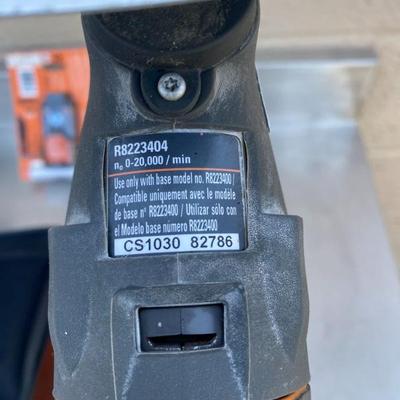 R8223404
n₀ 0-20,000 / min
Use only with base model no. R8223400 /
Compatible uniquement avec le modèle
de base n° R8223400 / Utilizar sólo con
el Modelo base número R8223400
CS1030 82786